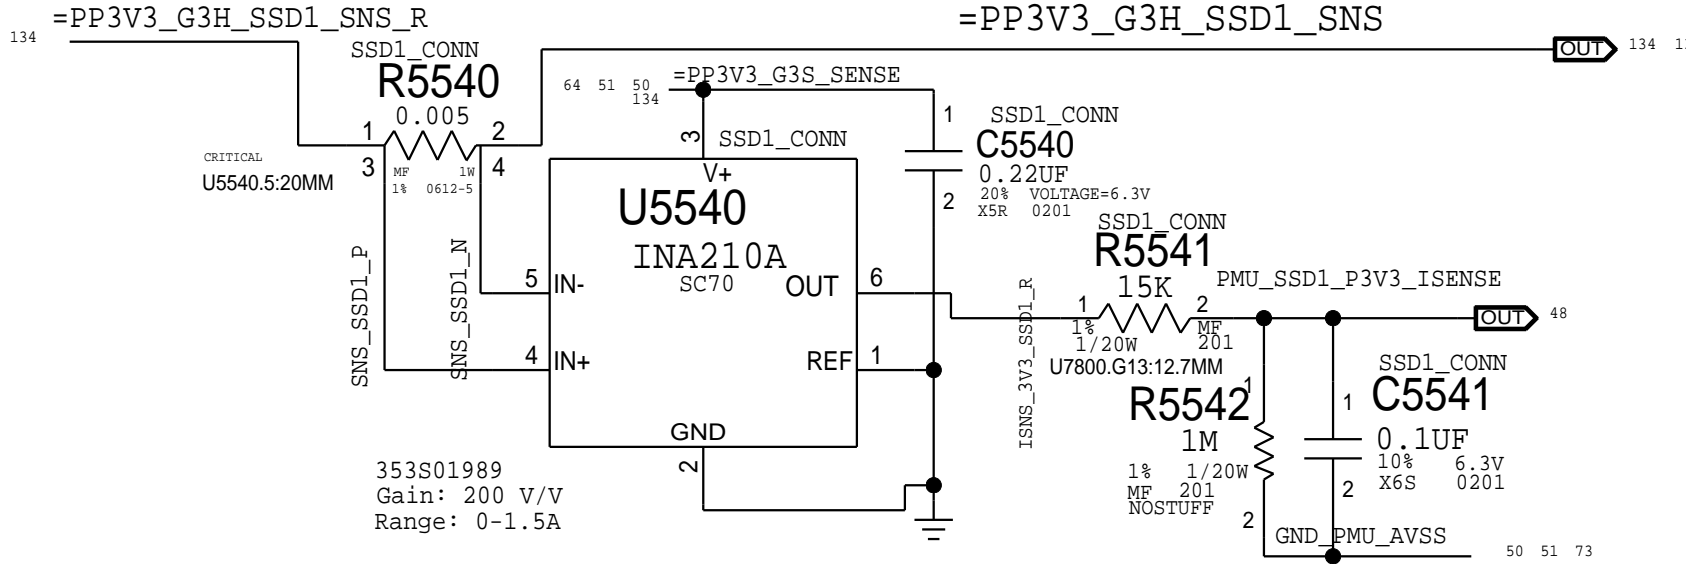 =PP3V3_G3H_SSD1_SNS_R
=PP3V3_G3H_SSD1_SNS
134
OUT
134
SSD1_CONN
R5540
0.005
1
2
3
4
MF
1W
1%
0612-5
CRITICAL
U5540.5:20MM
64 51 50
134
=PP3V3_G3S_SENSE
3
SSD1_CONN
V+
U5540
INA210A
SC70
5
IN-
OUT
6
4
IN+
REF
1
GND
2
SNS_SSD1_P
SNS_SSD1_N
1
SSD1_CONN
C5540
0.22UF
2
20% VOLTAGE=6.3V
X5R 0201
SSD1_CONN
R5541
15K
1
2
1%
MF
1/20W
201
U7800.G13:12.7MM
ISNS_3V3_SSD1_R
PMU_SSD1_P3V3_ISENSE
OUT
48
R5542
1
1M
1% 1/20W
MF 201
NOSTUFF
2
SSD1_CONN
1
C5541
0.1UF
10% 6.3V
2
X6S 0201
GND_PMU_AVSS
50 51 73
353S01989
Gain: 200 V/V
Range: 0-1.5A